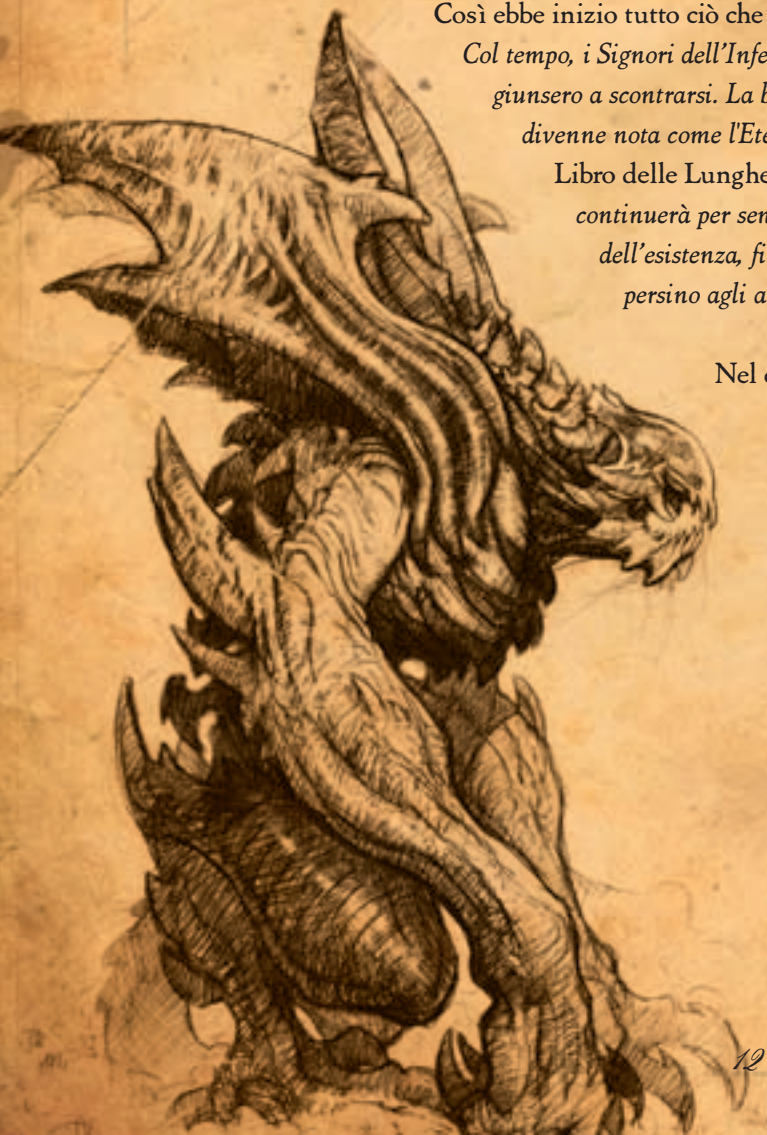 Così ebbe inizio tutto ciò che
Col tempo, i Signori dell'Infe
giunsero a scontrarsi. La b
divenne nota come l'Ete
Libro delle Lunghe
continuerà per sem
dell'esistenza, fi
persino agli a
Nel
12